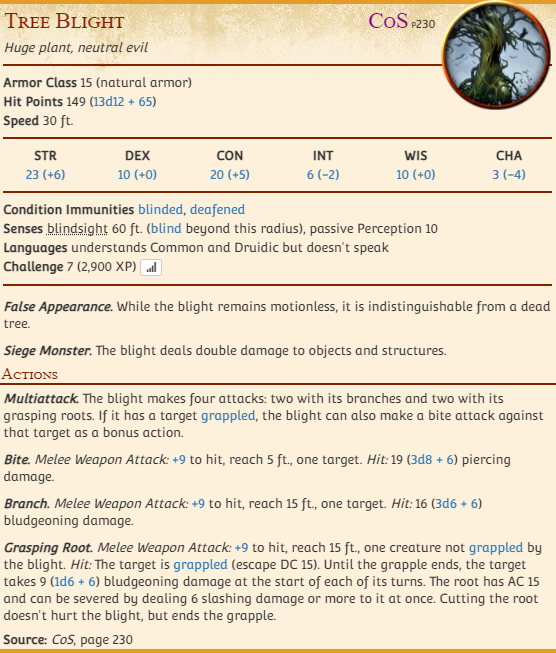 Tree Blight CoS p230
Huge plant, neutral evil
Armor Class 15 (natural armor)
Hit Points 149 (13d12 + 65)
Speed 30 ft.
STR DEX CON INT WIS CHA
23 (+6) 10 (+0) 20 (+5) 6 (−2) 10 (+0) 3 (−4)
Condition Immunities blinded, deafened
Senses blindsight 60 ft. (blind beyond this radius), passive Perception 10
Languages understands Common and Druidic but doesn't speak
Challenge 7 (2,900 XP)
False Appearance. While the blight remains motionless, it is indistinguishable from a dead
tree.
Siege Monster. The blight deals double damage to objects and structures.
Actions
Multiattack. The blight makes four attacks: two with its branches and two with its
grasping roots. If it has a target grappled, the blight can also make a bite attack against
that target as a bonus action.
Bite. Melee Weapon Attack: +9 to hit, reach 5 ft., one target. Hit: 19 (3d8 + 6) piercing
damage.
Branch. Melee Weapon Attack: +9 to hit, reach 15 ft., one target. Hit: 16 (3d6 + 6)
bludgeoning damage.
Grasping Root. Melee Weapon Attack: +9 to hit, reach 15 ft., one creature not grappled by
the blight. Hit: The target is grappled (escape DC 15). Until the grapple ends, the target
takes 9 (1d6 + 6) bludgeoning damage at the start of each of its turns. The root has AC 15
and can be severed by dealing 6 slashing damage or more to it at once. Cutting the root
doesn't hurt the blight, but ends the grapple.
Source: CoS, page 230